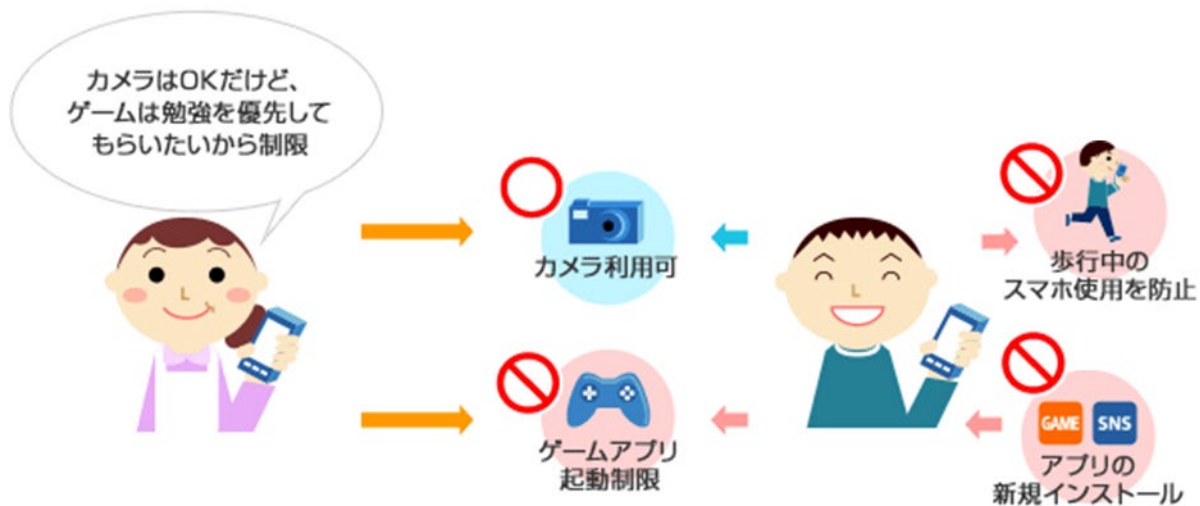 カメラはOKだけど、
ゲームは勉強を優先して
もらいたいから制限
カメラ利用可
ゲームアプリ
起動制限
歩行中の
スマホ使用を防止
GAME SNS
アプリの
新規インストール